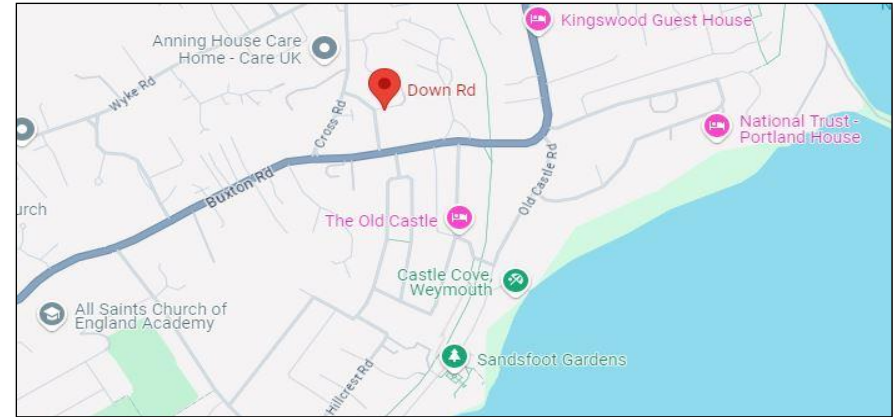 Kingswood Guest House
Anning House Care
Home - Care UK
Wyke Rd
Down Rd
Cross Rd
National Trust -
Portland House
Buxton Rd
Old Castle Rd
urch
The Old Castle
Castle Cove,
Weymouth
All Saints Church of
England Academy
Sandsfoot Gardens
Hillcrest Rd